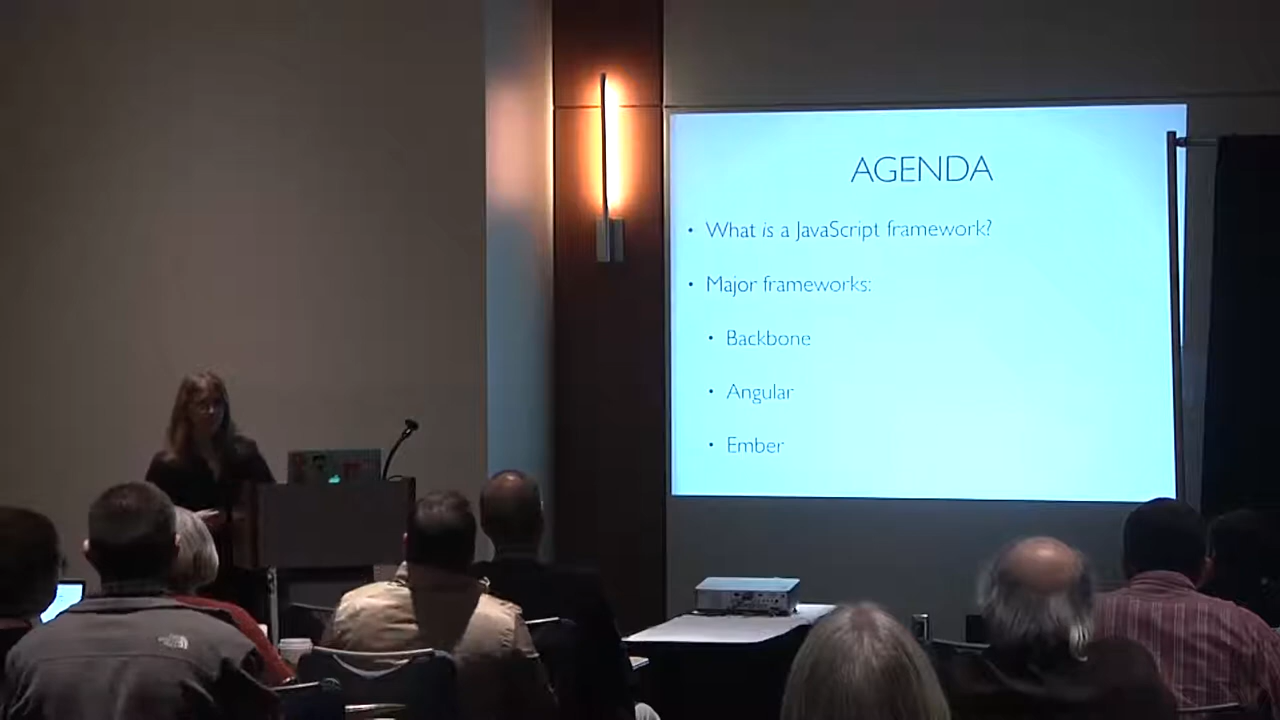 AGENDA
• What is a JavaScript framework?
• Major frameworks:
• Backbone
• Angular
• Ember